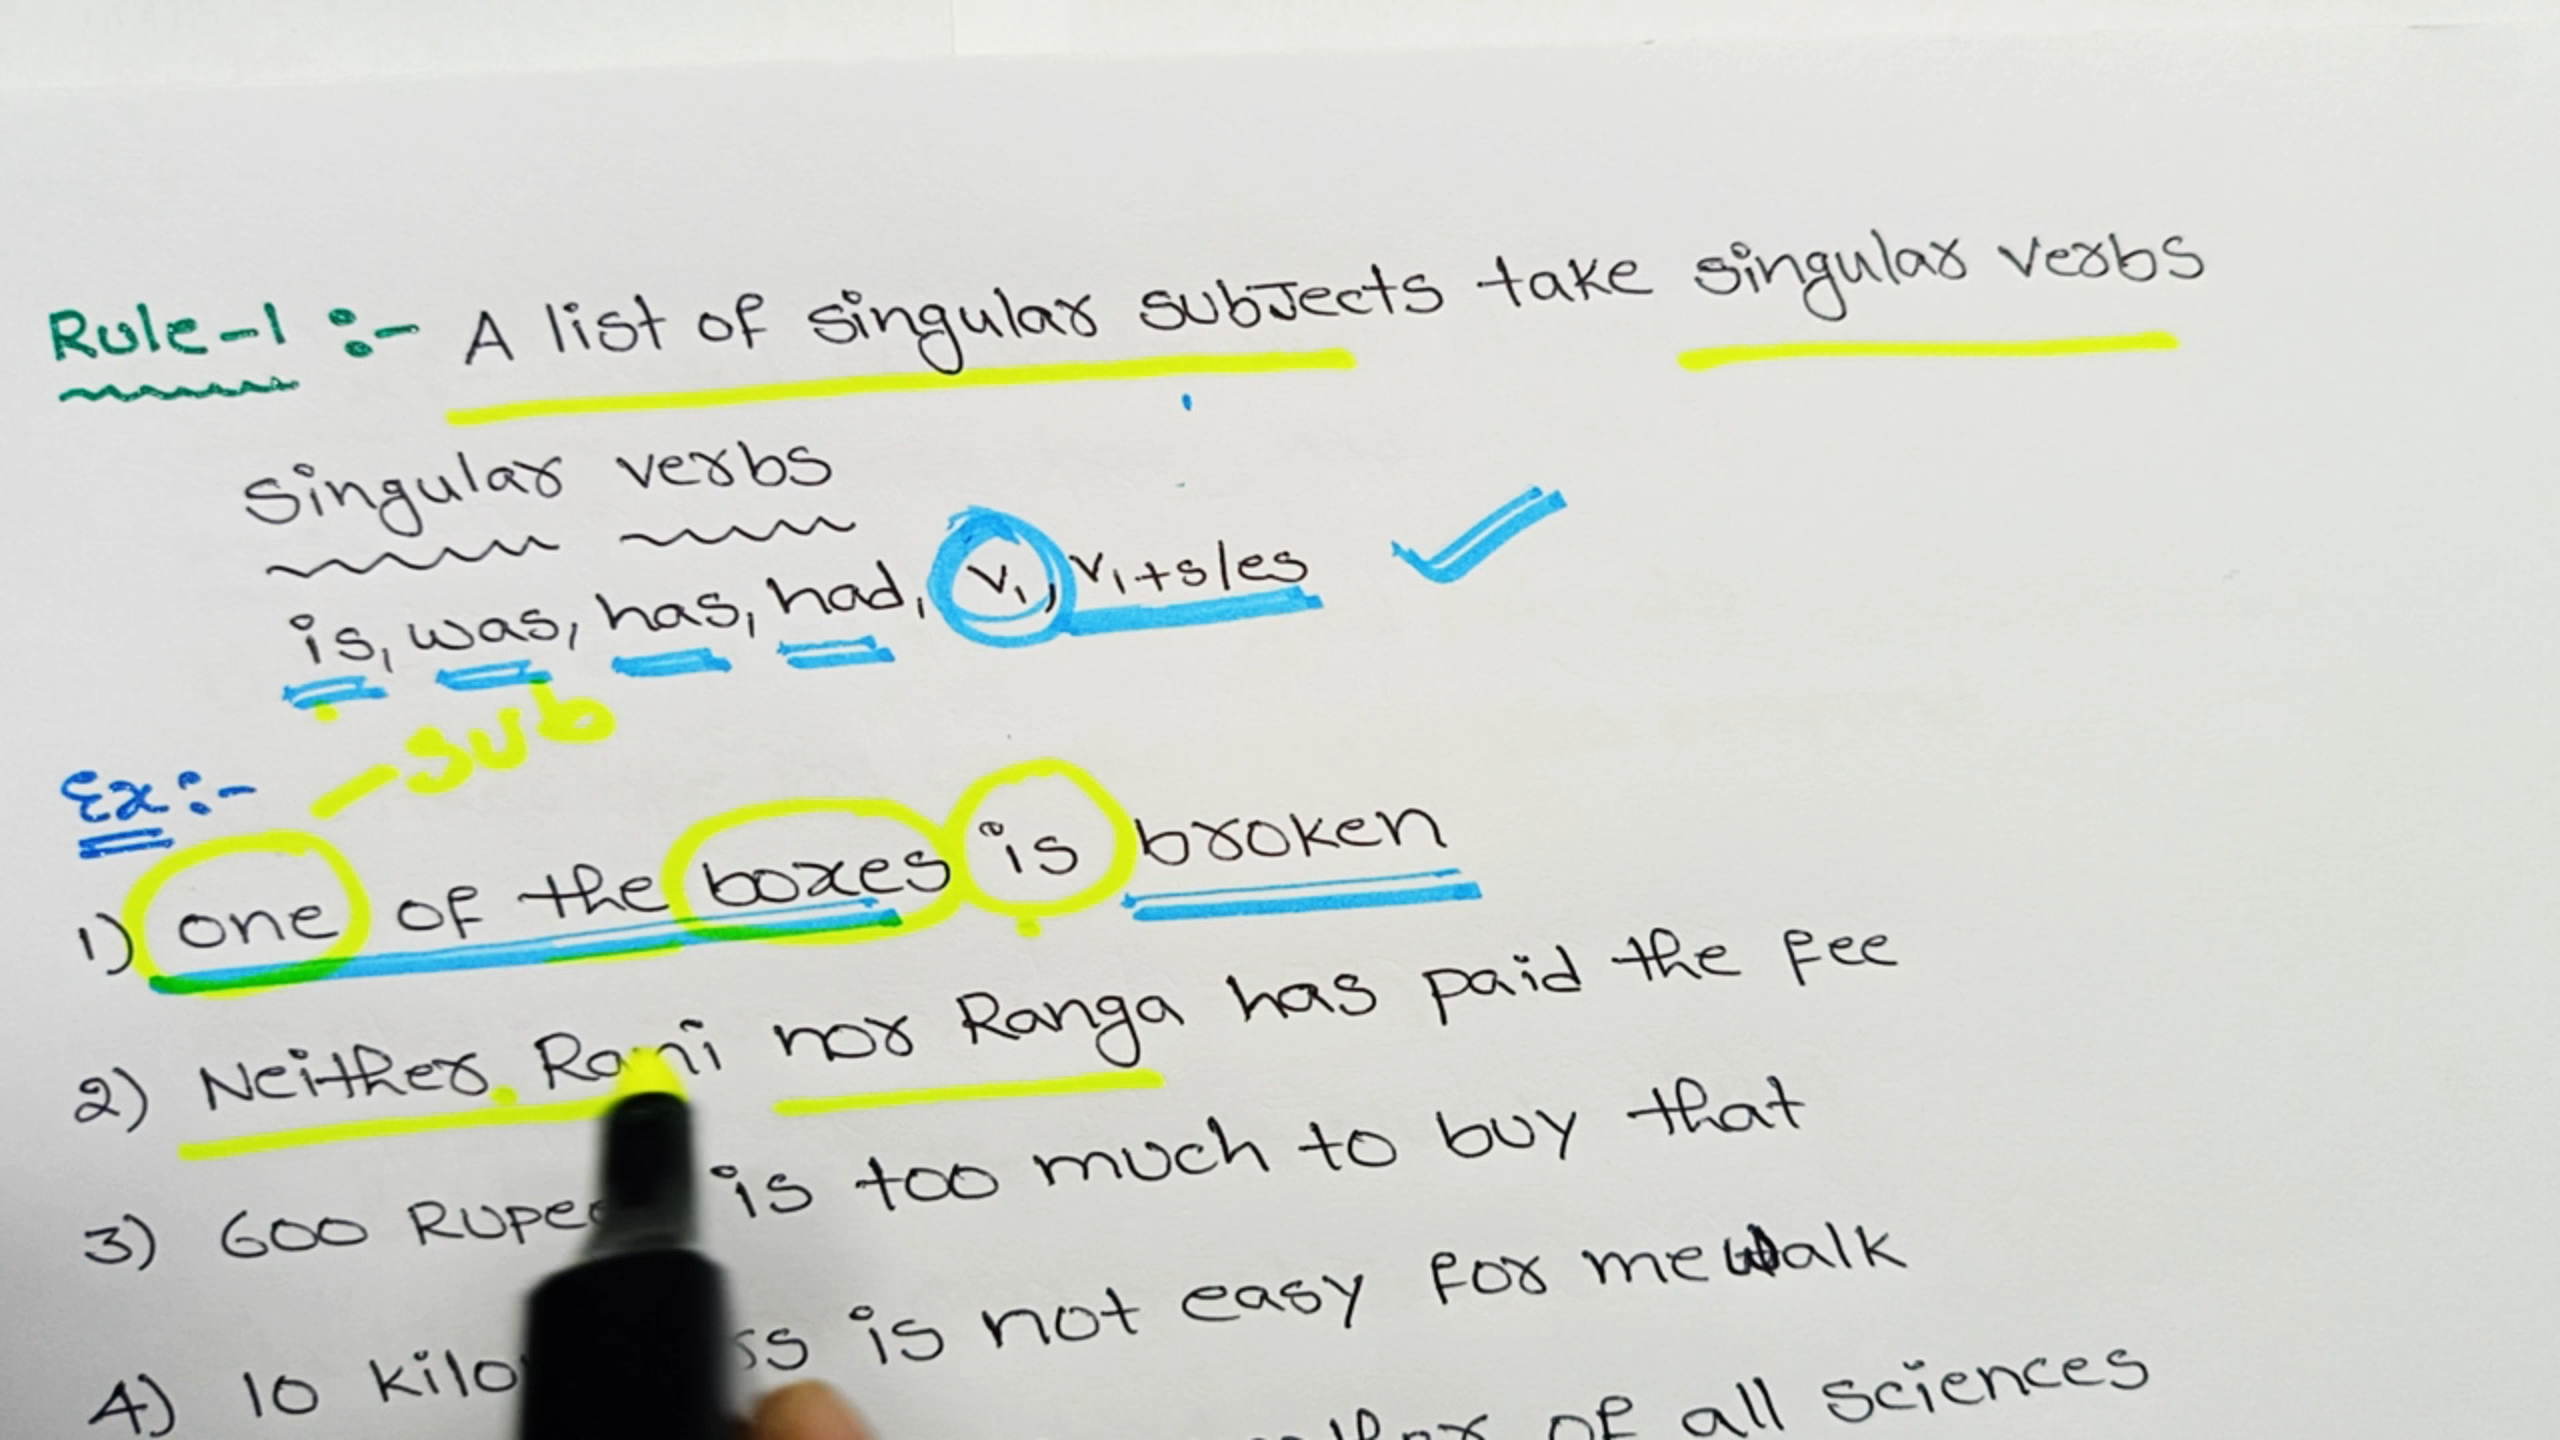 Rule-1 :- A list of singular subjects take singular verbs
Singular verbs
is, was, has, had, V1, V1+s/es
sub
Ex:-
1) one of the boxes is broken
2) Neither Rani nor Ranga has paid the fee
3) 600 is too much to buy that
4) 10 is not easy for me walk
of all sciences